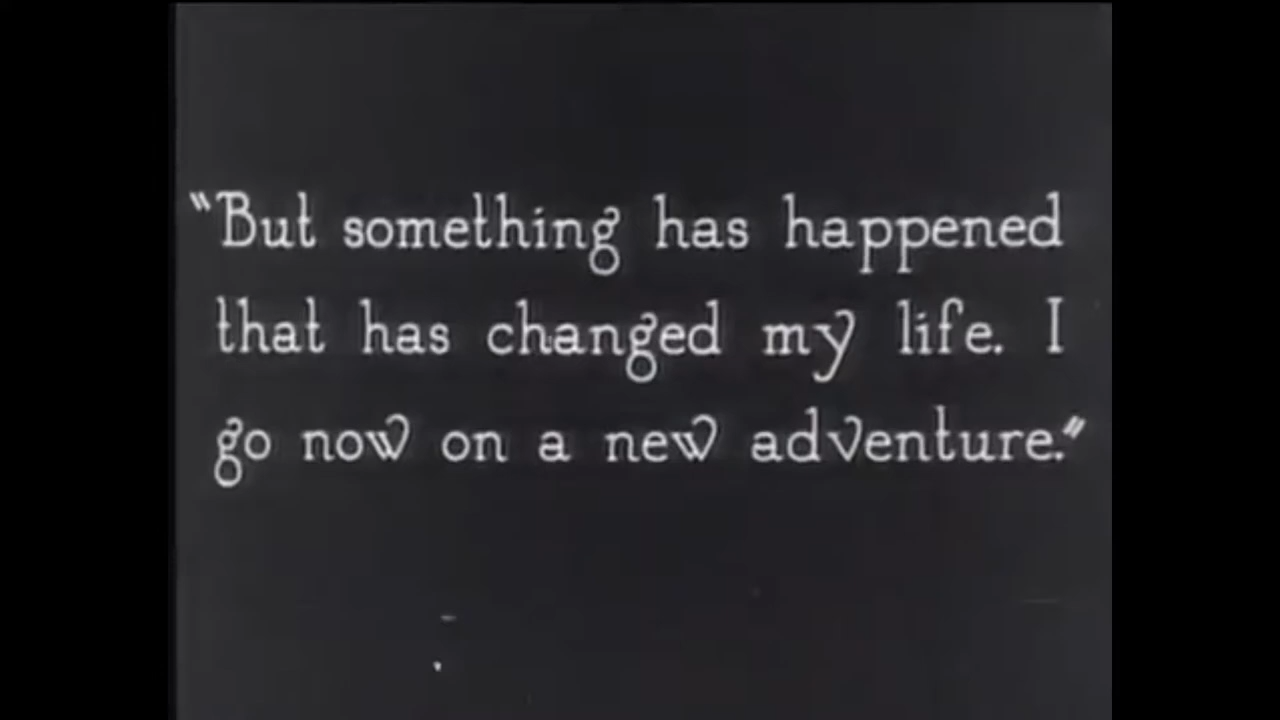 "But something has happened
that has changed my life. I
go now on a new adventure."